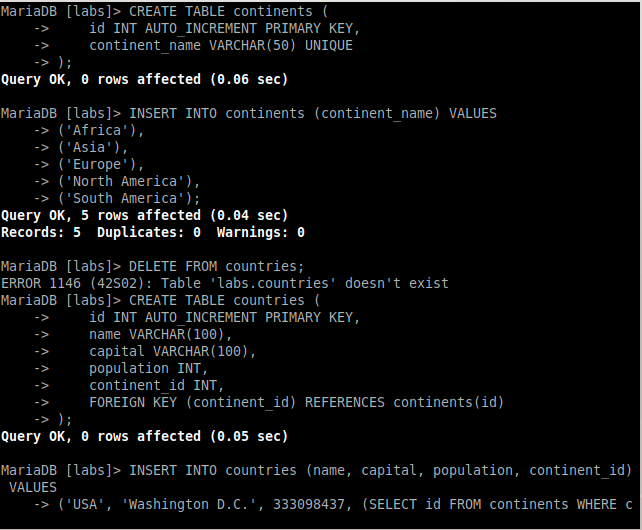 MariaDB [labs]> CREATE TABLE continents (
    ->     id INT AUTO_INCREMENT PRIMARY KEY,
    ->     continent_name VARCHAR(50) UNIQUE
    -> );
Query OK, 0 rows affected (0.06 sec)

MariaDB [labs]> INSERT INTO continents (continent_name) VALUES
    -> ('Africa'),
    -> ('Asia'),
    -> ('Europe'),
    -> ('North America'),
    -> ('South America');
Query OK, 5 rows affected (0.04 sec)
Records: 5  Duplicates: 0  Warnings: 0

MariaDB [labs]> DELETE FROM countries;
ERROR 1146 (42S02): Table 'labs.countries' doesn't exist
MariaDB [labs]> CREATE TABLE countries (
    ->     id INT AUTO_INCREMENT PRIMARY KEY,
    ->     name VARCHAR(100),
    ->     capital VARCHAR(100),
    ->     population INT,
    ->     continent_id INT,
    ->     FOREIGN KEY (continent_id) REFERENCES continents(id)
    -> );
Query OK, 0 rows affected (0.05 sec)

MariaDB [labs]> INSERT INTO countries (name, capital, population, continent_id)
 VALUES
    -> ('USA', 'Washington D.C.', 333098437, (SELECT id FROM continents WHERE c